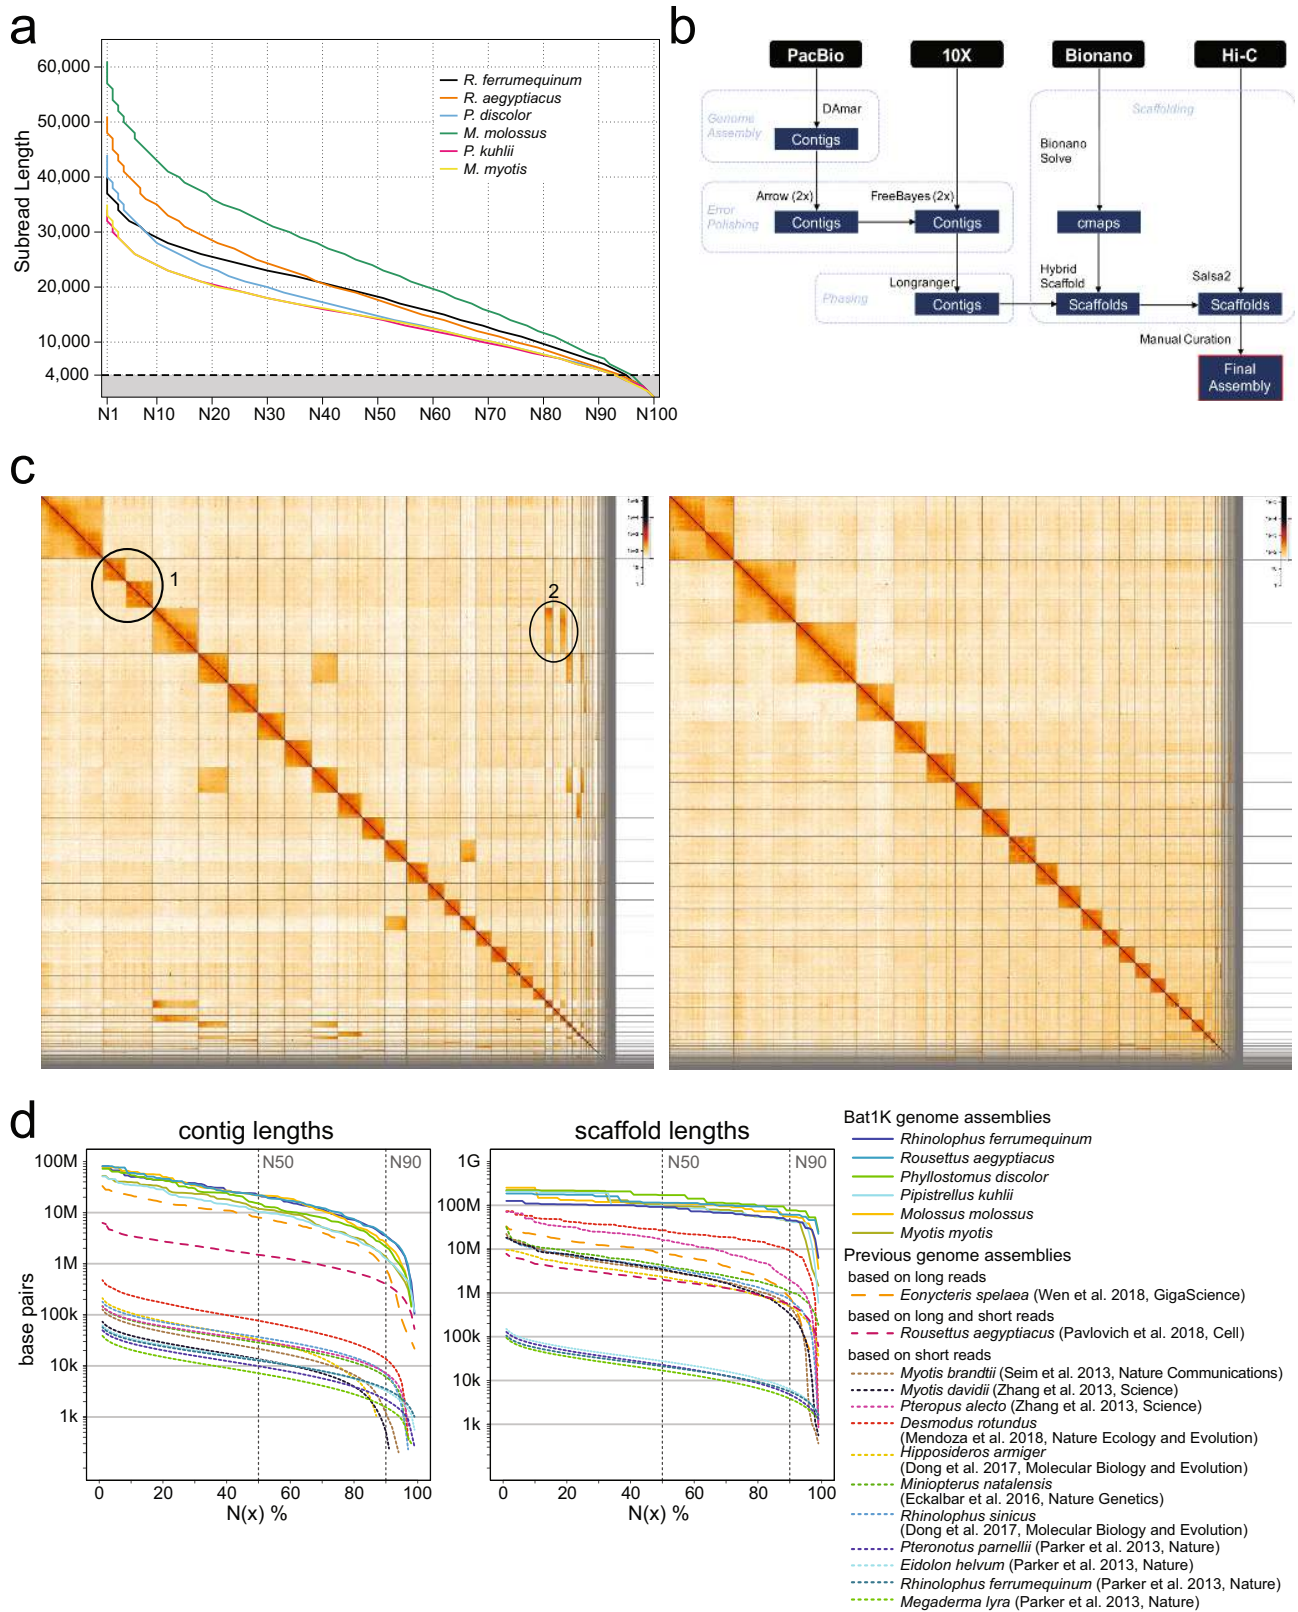 a
60,000
50,000
40,000
30,000
20,000
10,000
4,000
Subread Length
N1 N10 N20 N30 N40 N50 N60 N70 N80 N90 N100
R. ferrumequinum
R. aegyptiacus
P. discolor
M. molossus
P. kuhlii
M. myotis
b
PacBio 10X Bionano Hi-C
Genome
Assembly
DAmar
Contigs
Scaffolding
Bionano
Solve
Error
Polishing
Arrow (2x)
FreeBayes (2x)
Contigs
Contigs
cmaps
Phasing
Longranger
Contigs
Hybrid
Scaffold
Scaffolds
Salsa2
Scaffolds
Manual Curation
Final
Assembly
c
1
2
d
contig lengths
N50
N90
100M
10M
1M
100k
10k
1k
base pairs
0 20 40 60 80 100
N(x) %
scaffold lengths
N50
N90
1G
100M
10M
1M
100k
10k
1k
0 20 40 60 80 100
N(x) %
Bat1K genome assemblies
Rhinolophus ferrumequinum
Rousettus aegyptiacus
Phyllostomus discolor
Pipistrellus kuhlii
Molossus molossus
Myotis myotis
Previous genome assemblies
based on long reads
Eonycteris spelaea (Wen et al. 2018, GigaScience)
based on long and short reads
Rousettus aegyptiacus (Pavlovich et al. 2018, Cell)
based on short reads
Myotis brandtii (Seim et al. 2013, Nature Communications)
Myotis davidii (Zhang et al. 2013, Science)
Pteropus alecto (Zhang et al. 2013, Science)
Desmodus rotundus
(Mendoza et al. 2018, Nature Ecology and Evolution)
Hipposideros armiger
(Dong et al. 2017, Molecular Biology and Evolution)
Miniopterus natalensis
(Eckalbar et al. 2016, Nature Genetics)
Rhinolophus sinicus
(Dong et al. 2017, Molecular Biology and Evolution)
Pteronotus parnellii (Parker et al. 2013, Nature)
Eidolon helvum (Parker et al. 2013, Nature)
Rhinolophus ferrumequinum (Parker et al. 2013, Nature)
Megaderma lyra (Parker et al. 2013, Nature)